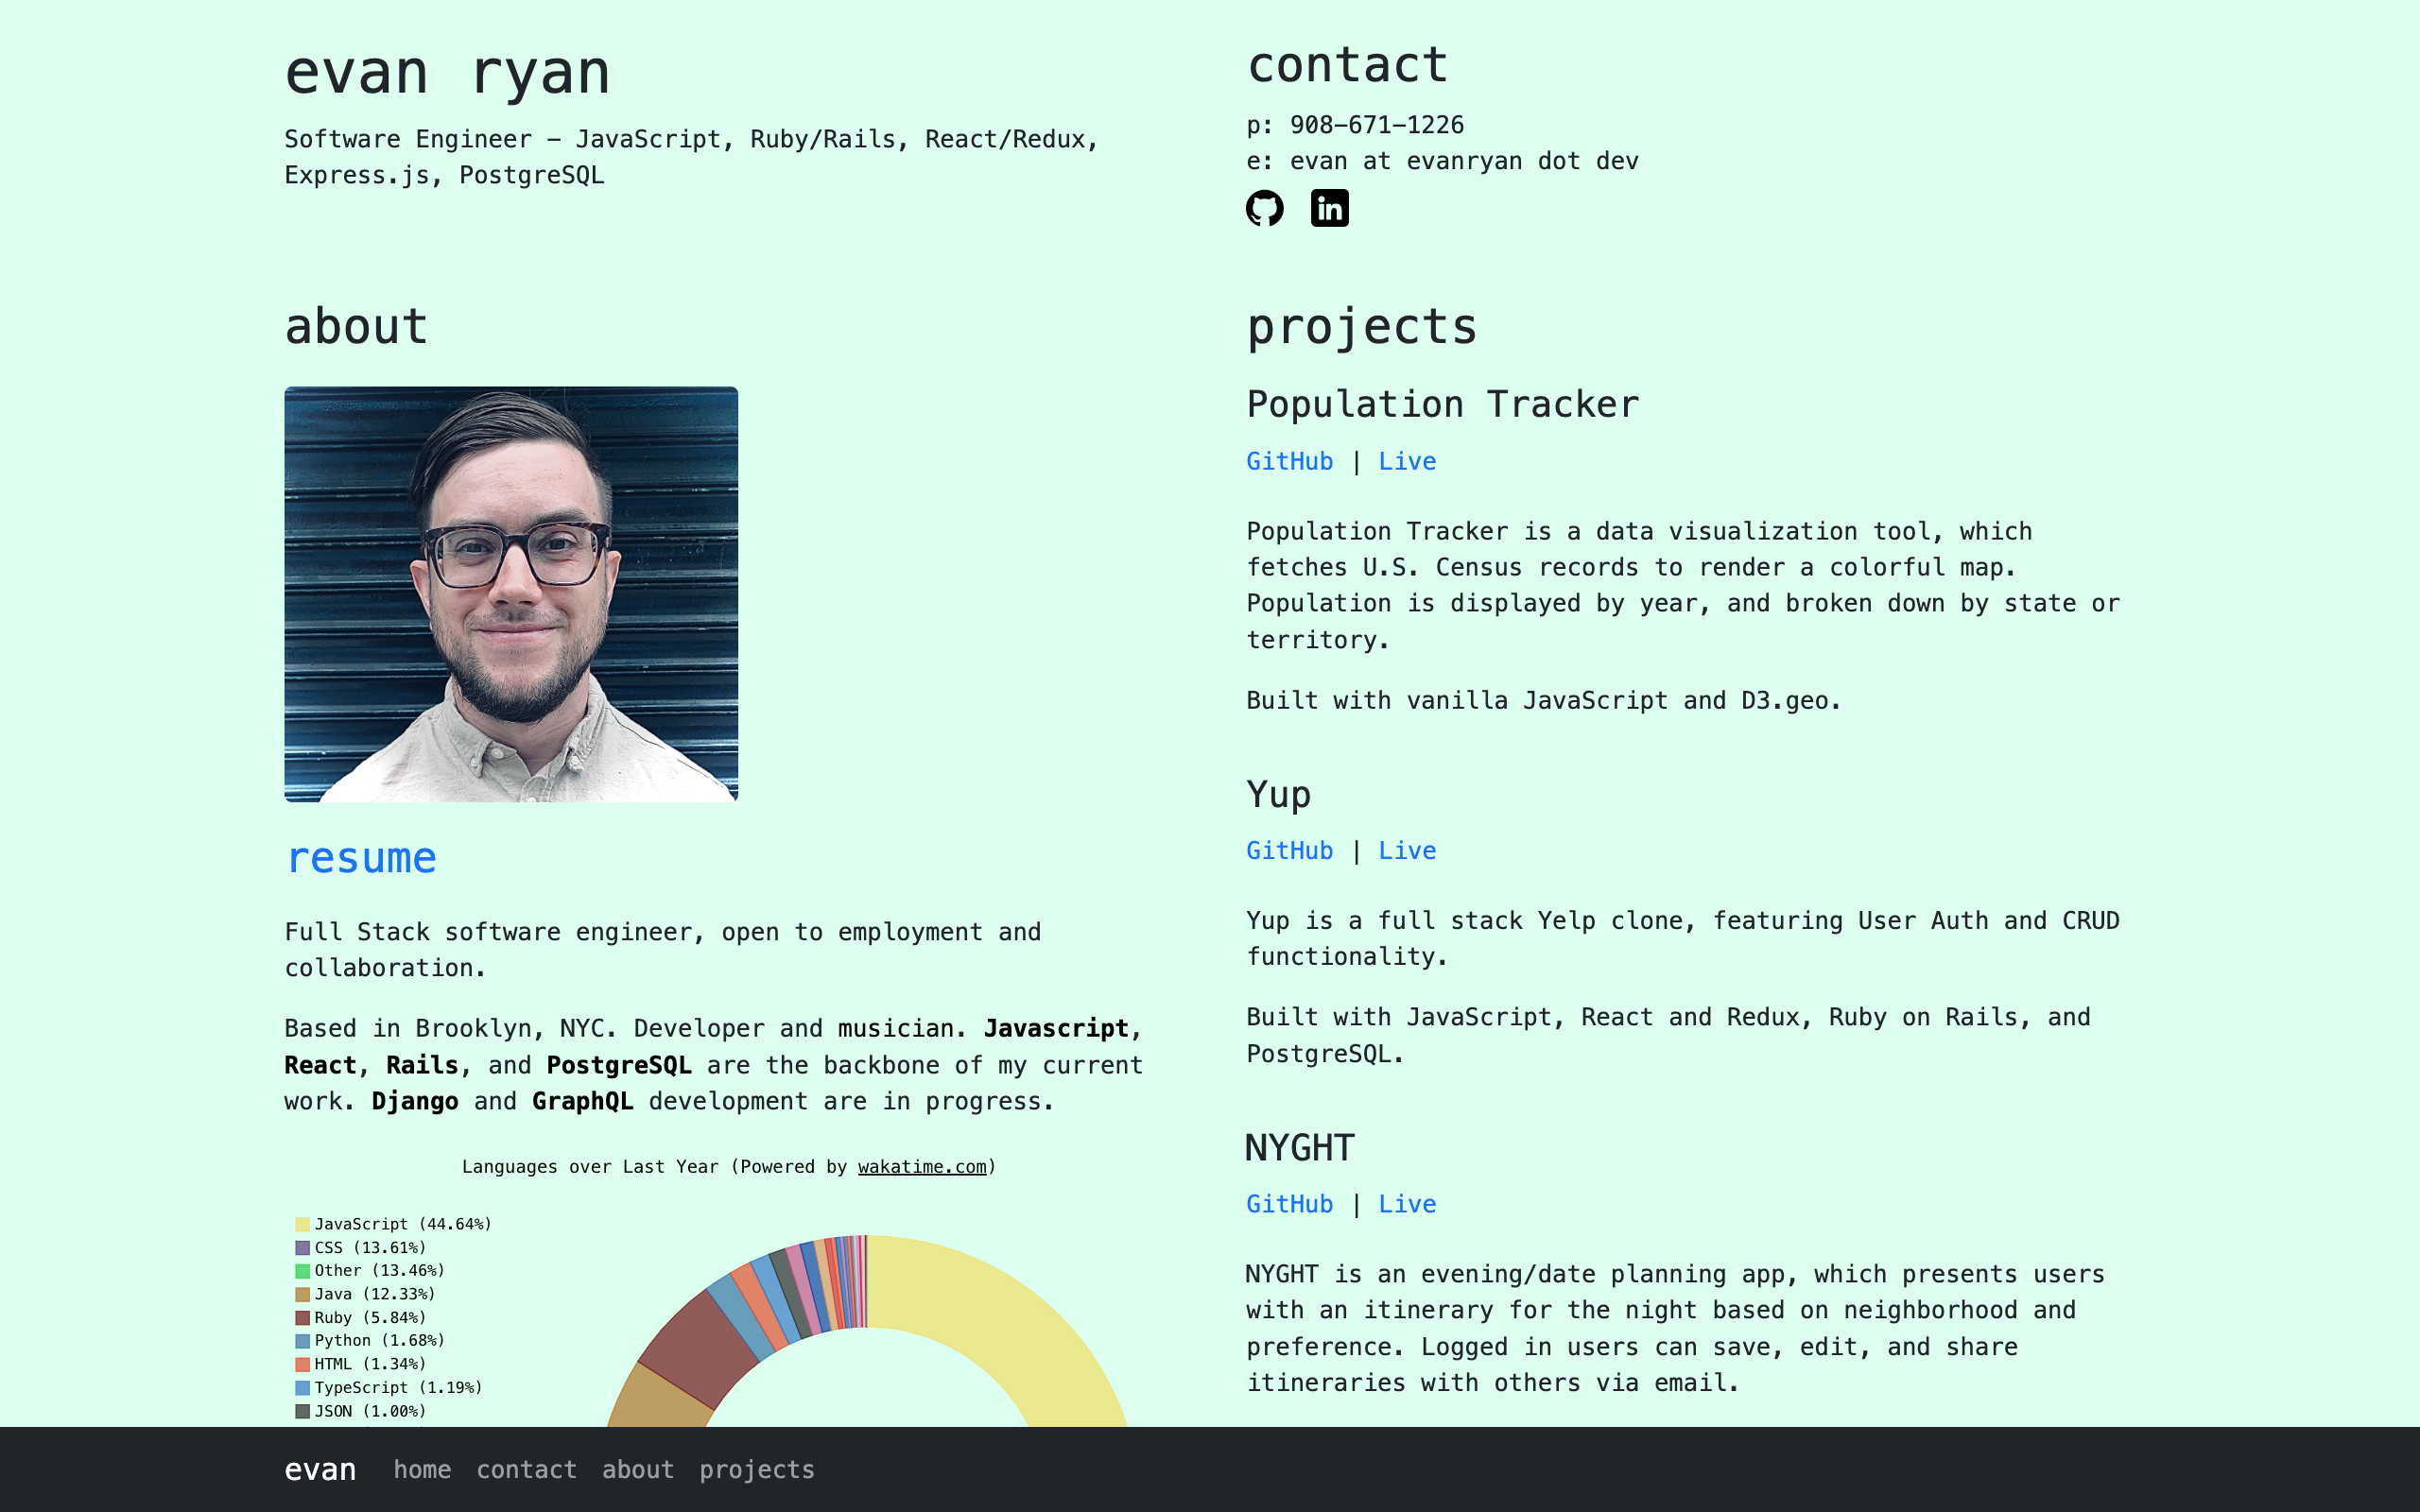 evan ryan
Software Engineer – JavaScript, Ruby/Rails, React/Redux,
Express.js, PostgreSQL
contact
p: 908–671–1226
e: evan at evanryan dot dev
in
about
resume
Full Stack software engineer, open to employment and
collaboration.
Based in Brooklyn, NYC. Developer and musician. Javascript,
React, Rails, and PostgreSQL are the backbone of my current
work. Django and GraphQL development are in progress.
Languages over Last Year (Powered by wakatime.com)
JavaScript (44.64%)
CSS (13.61%)
Other (13.46%)
Java (12.33%)
Ruby (5.84%)
Python (1.68%)
HTML (1.34%)
TypeScript (1.19%)
JSON (1.00%)
projects
Population Tracker
GitHub | Live
Population Tracker is a data visualization tool, which
fetches U.S. Census records to render a colorful map.
Population is displayed by year, and broken down by state or
territory.
Built with vanilla JavaScript and D3.geo.
Yup
GitHub | Live
Yup is a full stack Yelp clone, featuring User Auth and CRUD
functionality.
Built with JavaScript, React and Redux, Ruby on Rails, and
PostgreSQL.
NYGHT
GitHub | Live
NYGHT is an evening/date planning app, which presents users
with an itinerary for the night based on neighborhood and
preference. Logged in users can save, edit, and share
itineraries with others via email.
evan home contact about projects